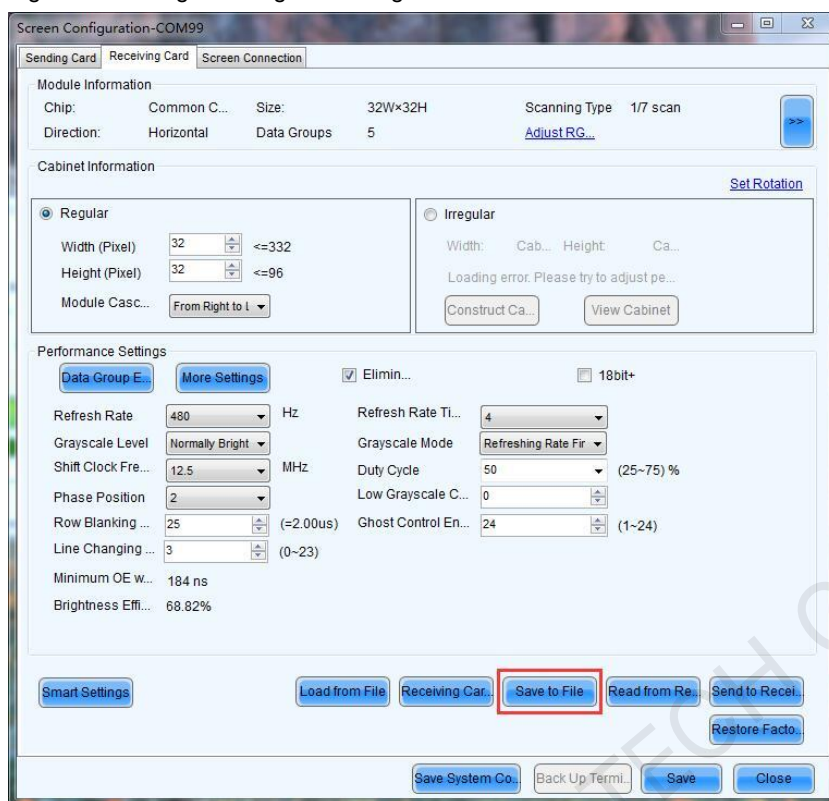 Screen Configuration-COM99
Sending Card Receiving Card Screen Connection
Module Information
Chip: Common C... Size: 32W×32H Scanning Type 1/7 scan
Direction: Horizontal Data Groups 5 Adjust RG...
>>
Cabinet Information
Set Rotation
Regular
Width (Pixel) 32 <=332
Height (Pixel) 32 <=96
Module Casc... From Right to L
Irregular
Width: Cab... Height: Ca...
Loading error. Please try to adjust pe...
Construct Ca... View Cabinet
Performance Settings
Data Group E... More Settings Elimin... 18bit+
Refresh Rate 480 Hz Refresh Rate Ti... 4
Grayscale Level Normally Bright Grayscale Mode Refreshing Rate Fir
Shift Clock Fre... 12.5 MHz Duty Cycle 50 (25~75) %
Phase Position 2 Low Grayscale C... 0
Row Blanking ... 25 (=2.00us) Ghost Control En... 24 (1~24)
Line Changing ... 3 (0~23)
Minimum OE w... 184 ns
Brightness Effi... 68.82%
Smart Settings Load from File Receiving Car... Save to File Read from Re... Send to Recei...
Restore Facto...
Save System Co... Back Up Termi... Save Close
TECH